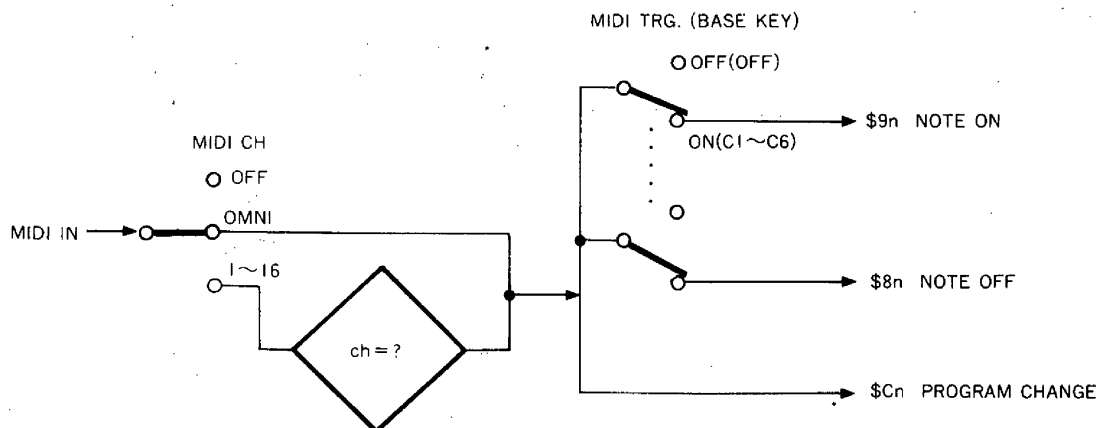 MIDI TRG. (BASE KEY)
OFF(OFF)
$9n NOTE ON
ON(C1～C6)
MIDI CH
OFF
OMNI
MIDI IN
1～16
$8n NOTE OFF
ch=?
$Cn PROGRAM CHANGE